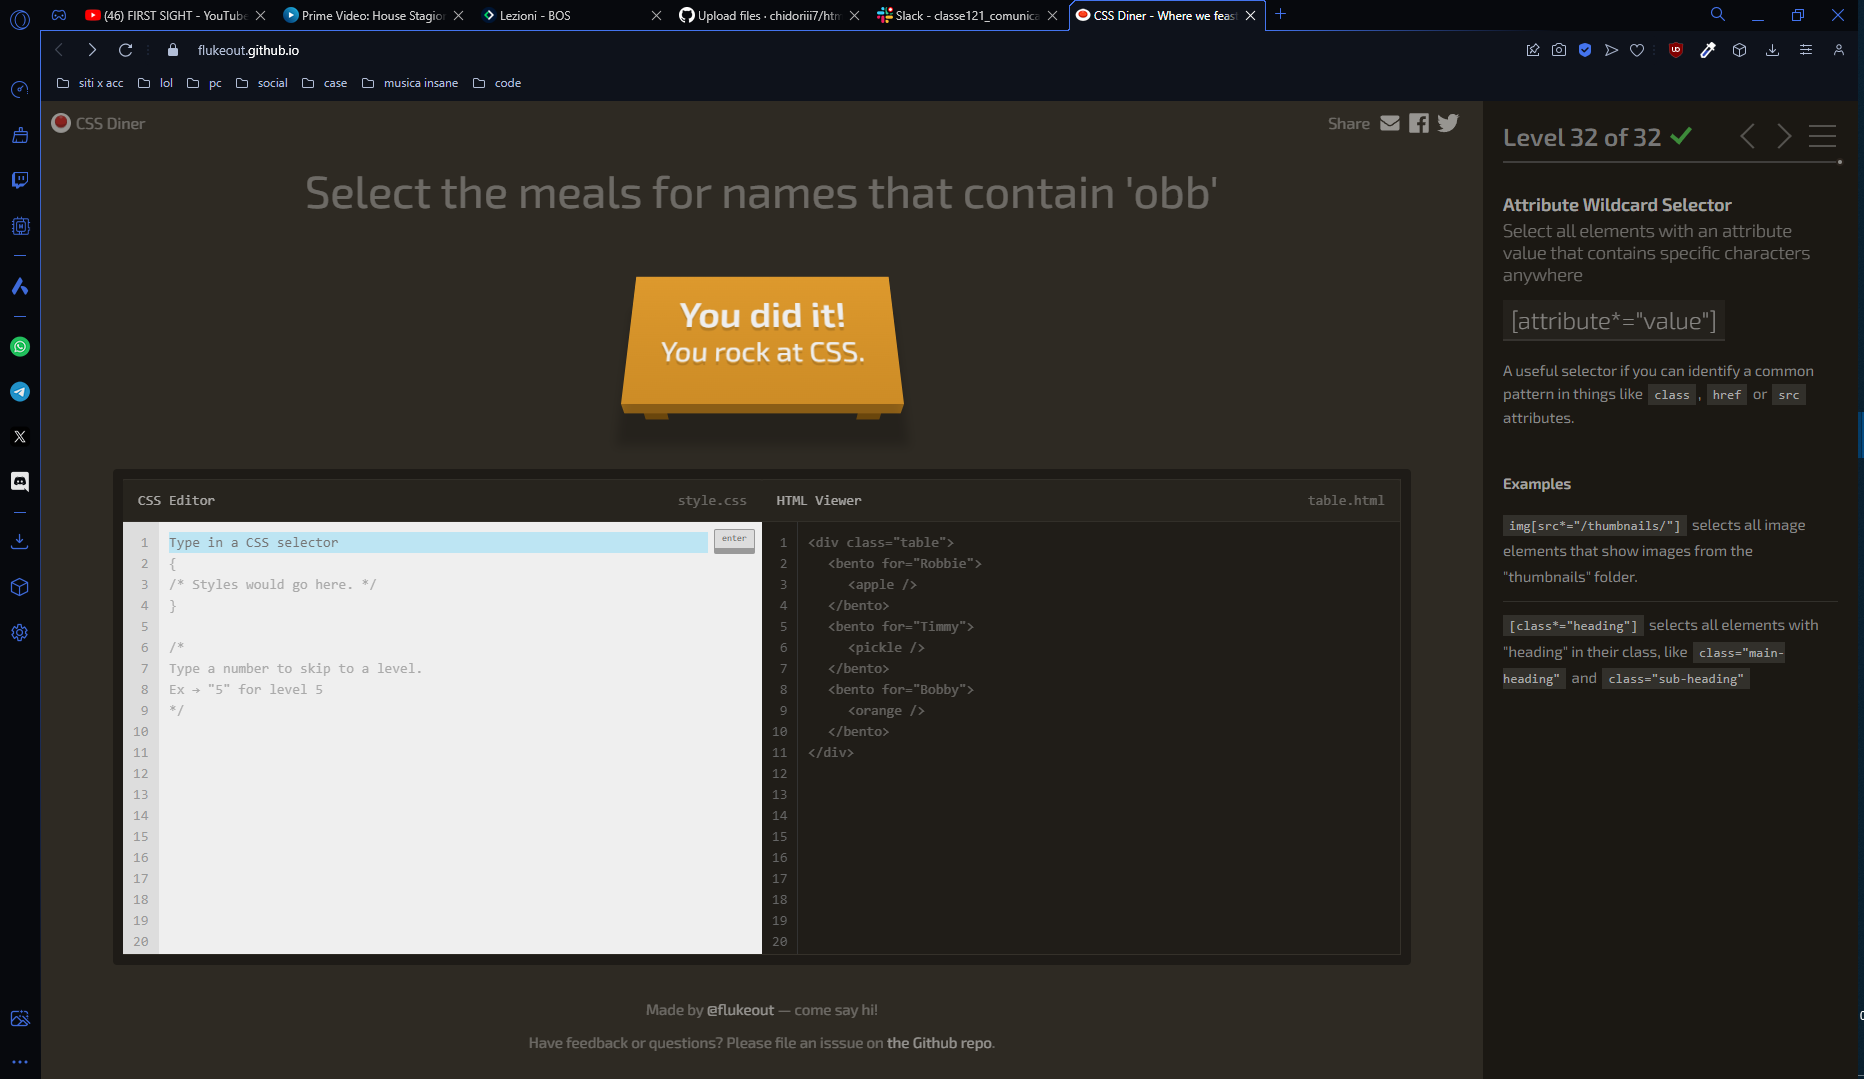 (46) FIRST SIGHT - YouTube
Prime Video: House Stagio
Lezioni - BOS
Upload files · chidoriii7/htm
Slack - classe121_comunica
CSS Diner - Where we feast
flukeout.github.io
siti x acc
lol
pc
social
case
musica insane
code
CSS Diner
Share
Select the meals for names that contain 'obb'
You did it!
You rock at CSS.
CSS Editor
style.css
HTML Viewer
table.html
1 Type in a CSS selector
enter
2 {
3 /* Styles would go here. */
4 }
5
6 /*
7 Type a number to skip to a level.
8 Ex → "5" for level 5
9 */
10
11
12
13
14
15
16
17
18
19
20
1 <div class="table">
2 <bento for="Robbie">
3 <apple />
4 </bento>
5 <bento for="Timmy">
6 <pickle />
7 </bento>
8 <bento for="Bobby">
9 <orange />
10 </bento>
11 </div>
12
13
14
15
16
17
18
19
20
Made by @flukeout — come say hi!
Have feedback or questions? Please file an isssue on the Github repo.
Level 32 of 32
Attribute Wildcard Selector
Select all elements with an attribute
value that contains specific characters
anywhere
[attribute*="value"]
A useful selector if you can identify a common
pattern in things like class , href or src
attributes.
Examples
img[src*="/thumbnails/"] selects all image
elements that show images from the
"thumbnails" folder.
[class*="heading"] selects all elements with
"heading" in their class, like class="main-
heading" and class="sub-heading"